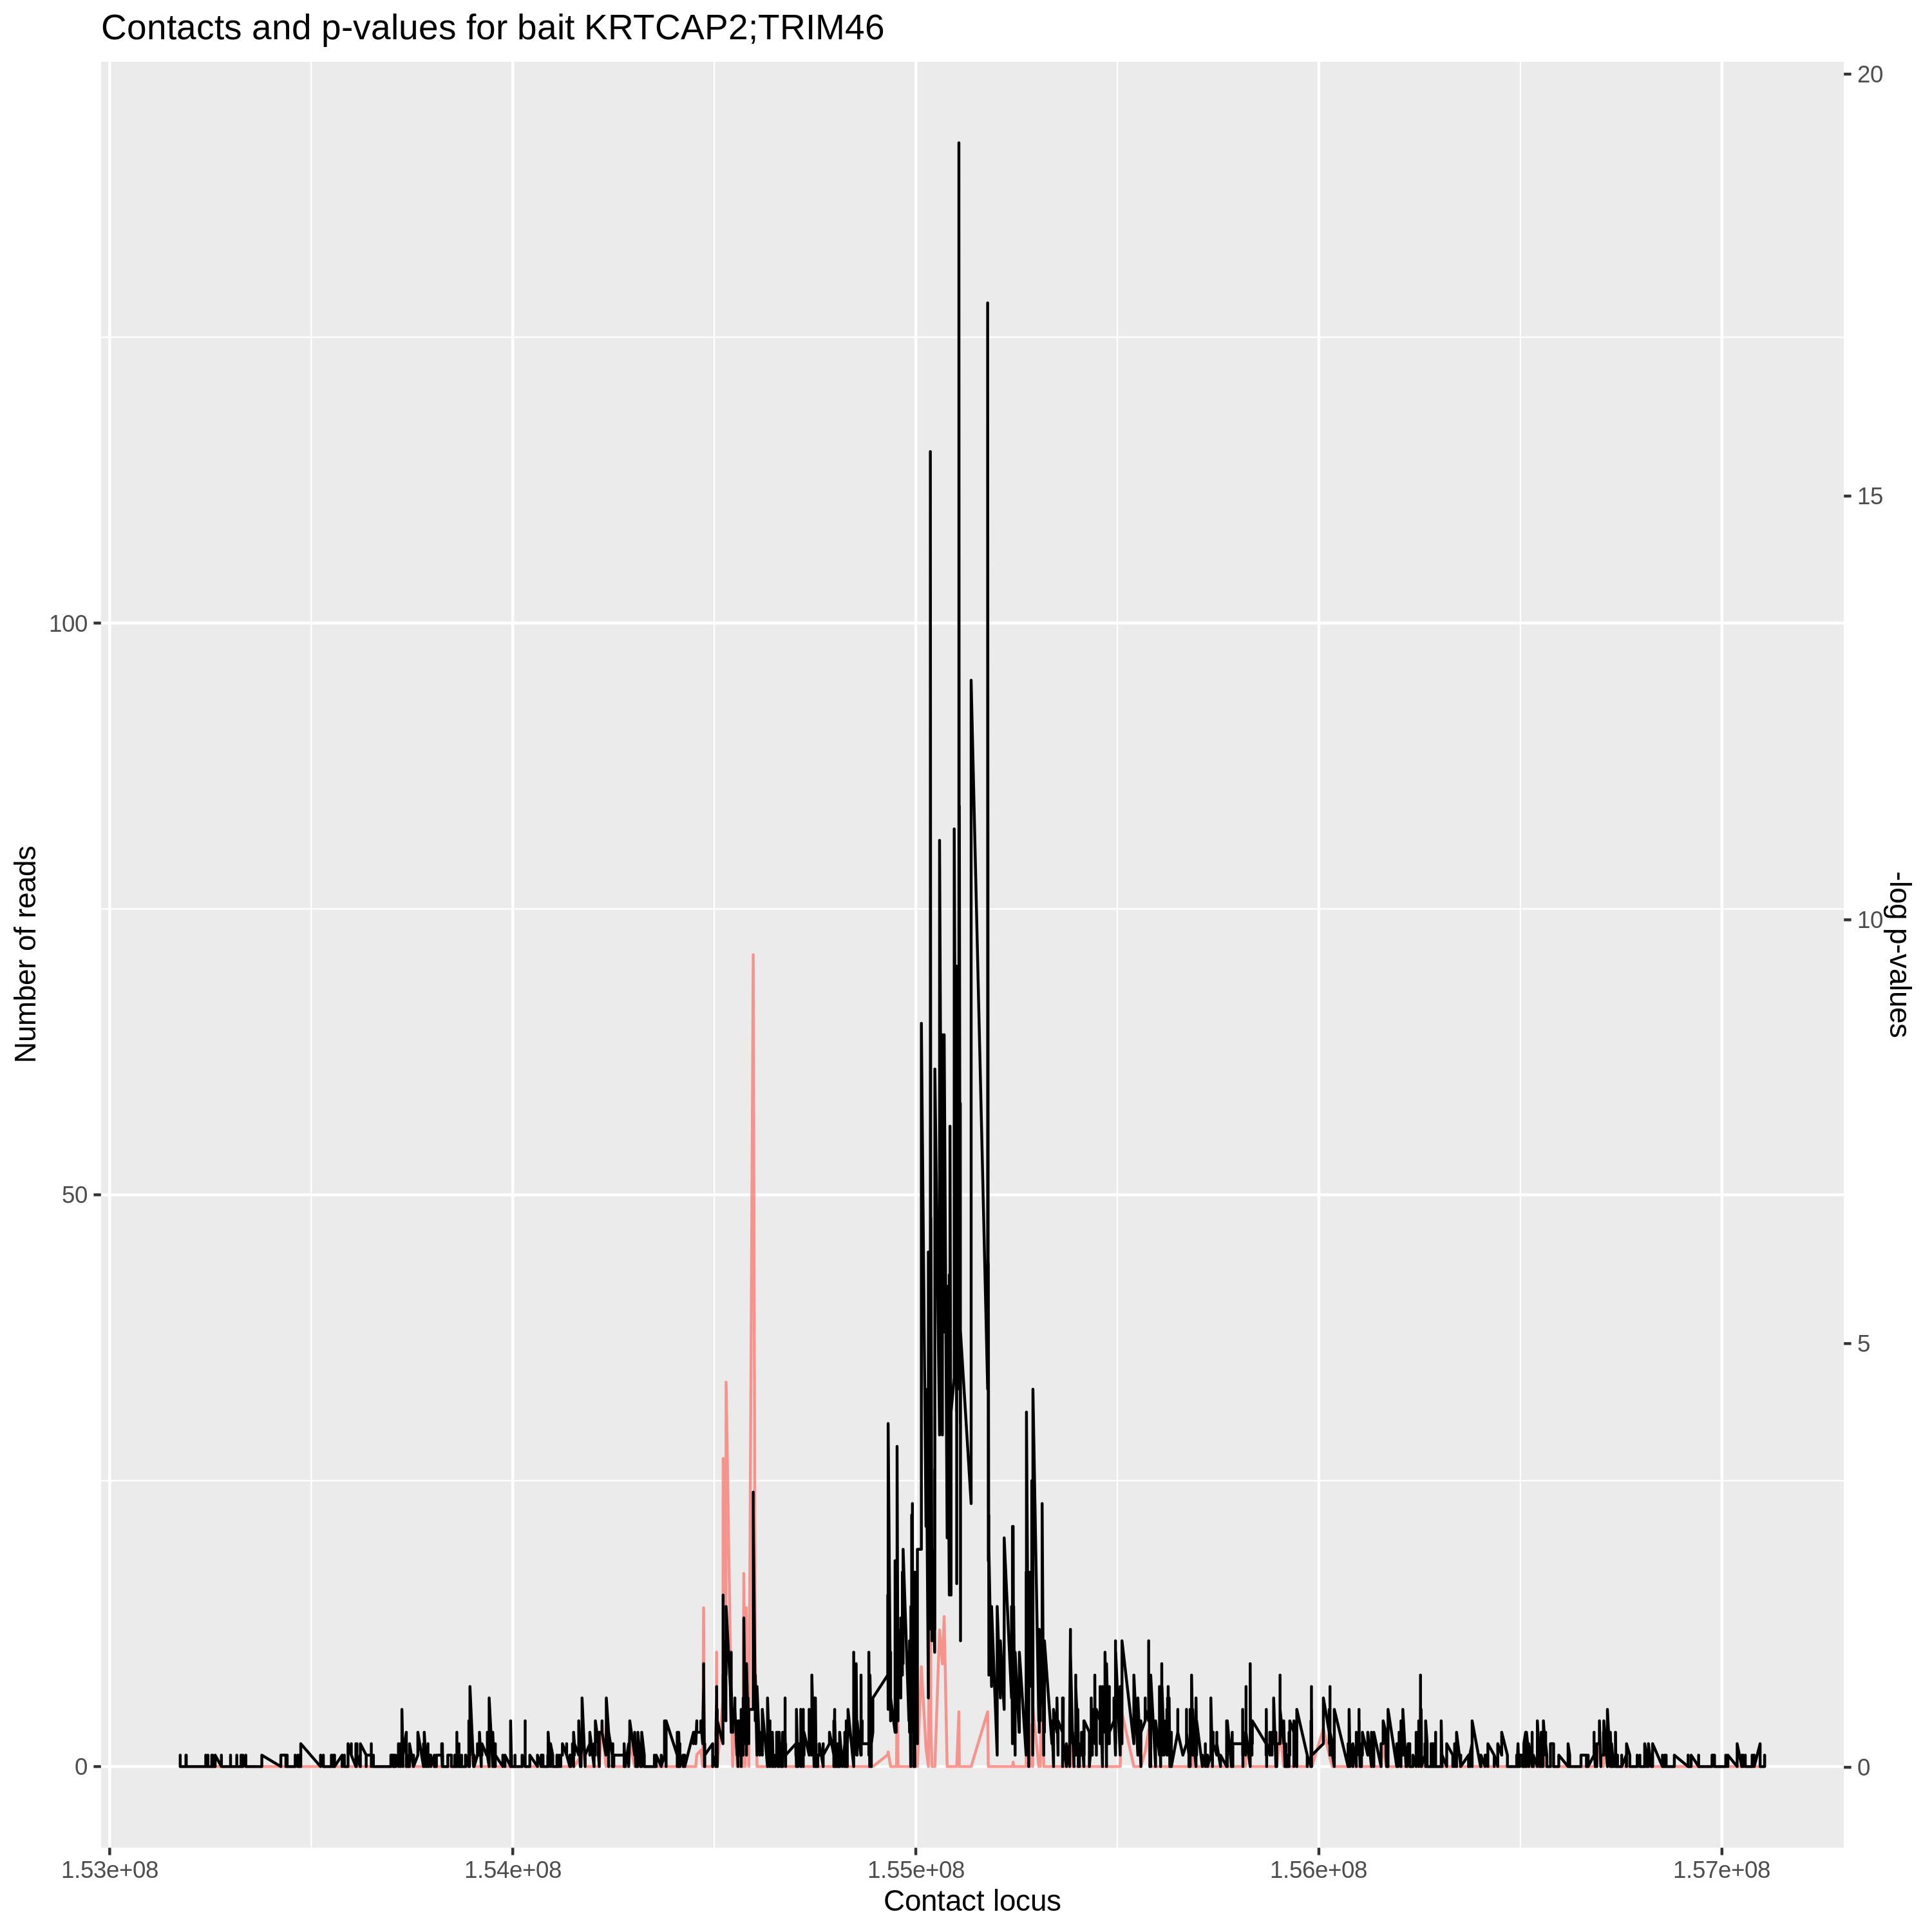 Contacts and p-values for bait KRTCAP2;TRIM46
Number of reads
100
50
0
20
15
10
5
0
-log p-values
1.53e+08
1.54e+08
1.55e+08
1.56e+08
1.57e+08
Contact locus